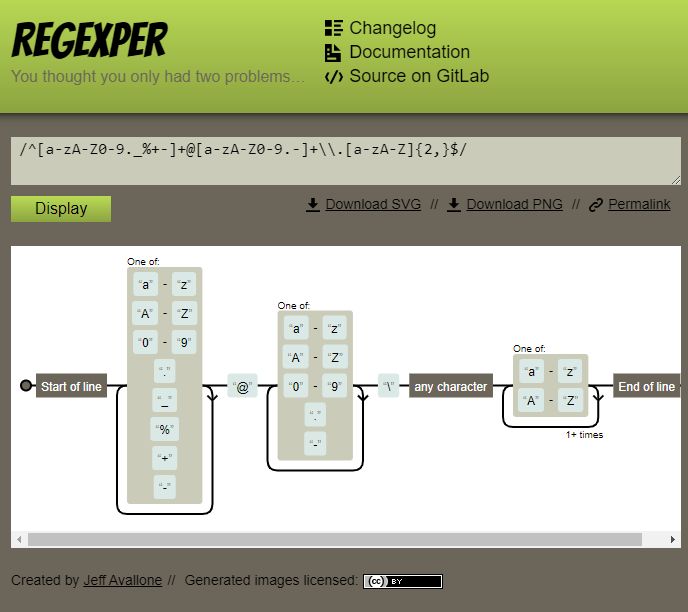 REGEXPER
You thought you only had two problems...
Changelog
Documentation
Source on GitLab
/^[a-zA-Z0-9._%+-]+@[a-zA-Z0-9.-]+\\.[a-zA-Z]{2,}$/
Display
Download SVG // Download PNG // Permalink
Start of line
One of:
"a" - "z"
"A" - "Z"
"0" - "9"
"."
"_"
"%"
"+"
"-"
"@"
One of:
"a" - "z"
"A" - "Z"
"0" - "9"
"."
"-"
"\"
any character
One of:
"a" - "z"
"A" - "Z"
1+ times
End of line
Created by Jeff Avallone // Generated images licensed: (cc) BY